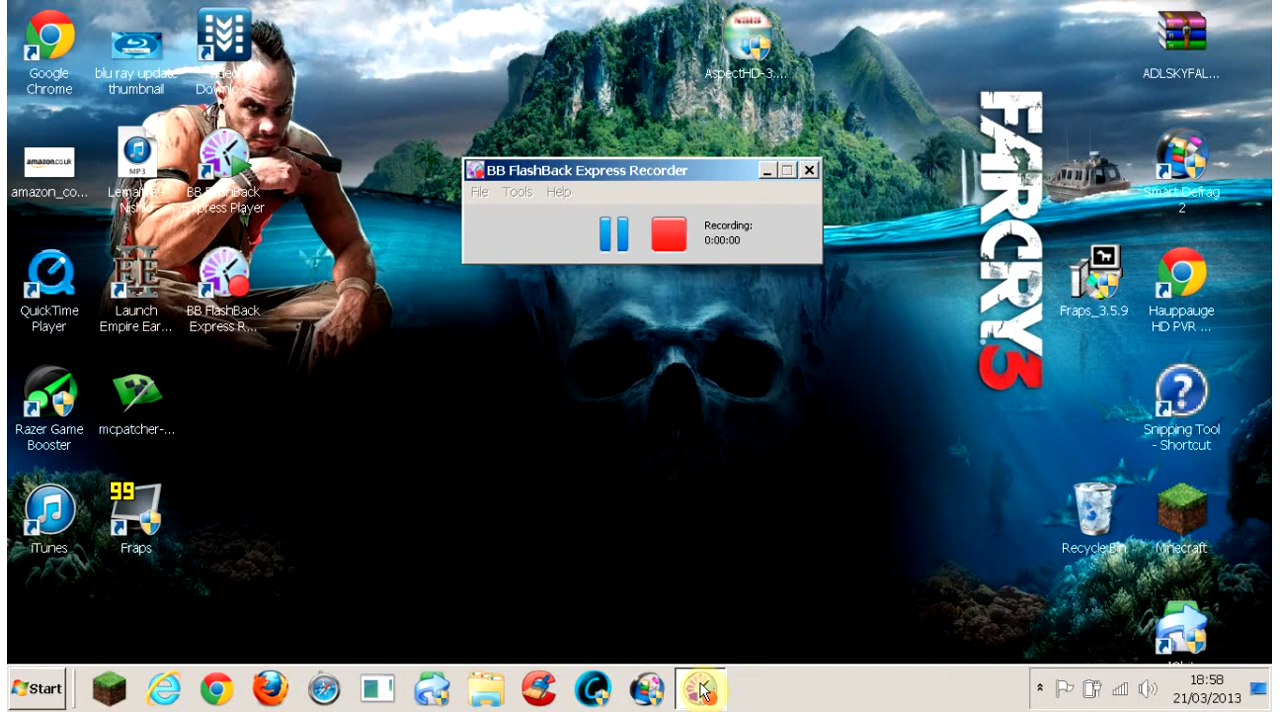 Google
Chrome
blu ray update
thumbnail
Nsis
AspectHD-3....
ADLSKYFAL...
amazon.co.uk
amazon_co...
MP3
BB FlashBack
Express Player
BB FlashBack Express Recorder
File Tools Help
Recording:
0:00:00
FARCRY 3
Smart Defrag
2
QuickTime
Player
Launch
Empire Ear...
BB FlashBack
Express R...
Fraps_3.5.9
Hauppauge
HD PVR ...
Razer Game
Booster
mcpatcher-...
Snipping Tool
- Shortcut
99
iTunes
Fraps
Recycle Bin
Minecraft
Start
18:58
21/03/2013